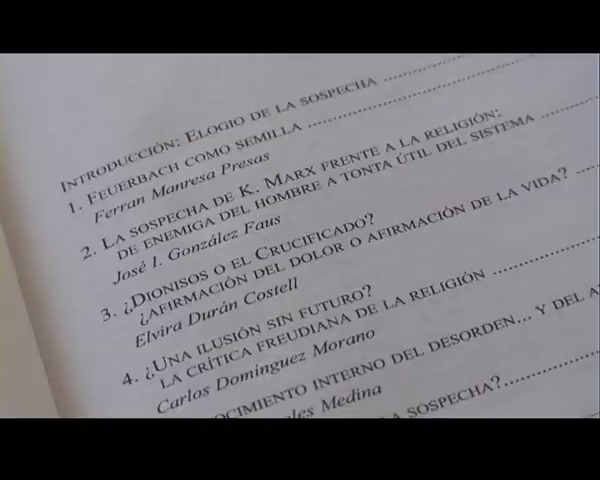 INTRODUCCIÓN: ELOGIO DE LA SOSPECHA ..........
1. FEUERBACH COMO SEMILLA ..............................
Ferran Manresa Presas
2. LA SOSPECHA DE K. MARX FRENTE A LA RELIGIÓN:
DE ENEMIGA DEL HOMBRE A TONTA ÚTIL DEL SISTEMA ..........
José I. González Faus
3. ¿DIONISOS O EL CRUCIFICADO?
¿AFIRMACIÓN DEL DOLOR O AFIRMACIÓN DE LA VIDA? .....
Elvira Durán Costell
4. ¿UNA ILUSIÓN SIN FUTURO?
LA CRÍTICA FREUDIANA DE LA RELIGIÓN ....................
Carlos Domínguez Morano
INTERNO DEL DESORDEN... Y DEL
Medina
SOSPECHA?....................